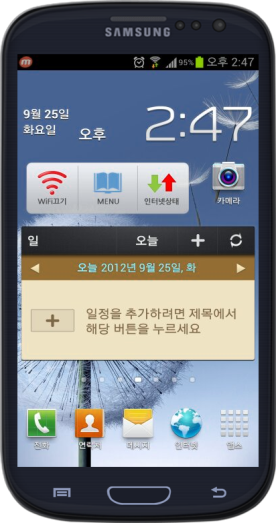 SAMSUNG
m 95% 오후 2:47
9월 25일
화요일 오후 2:47
WiFi끄기 MENU 인터넷상태 카메라
일 오늘 +
오늘 2012년 9월 25일, 화
+ 일정을 추가하려면 제목에서
해당 버튼을 누르세요
전화 연락처 메시지 인터넷 앱스